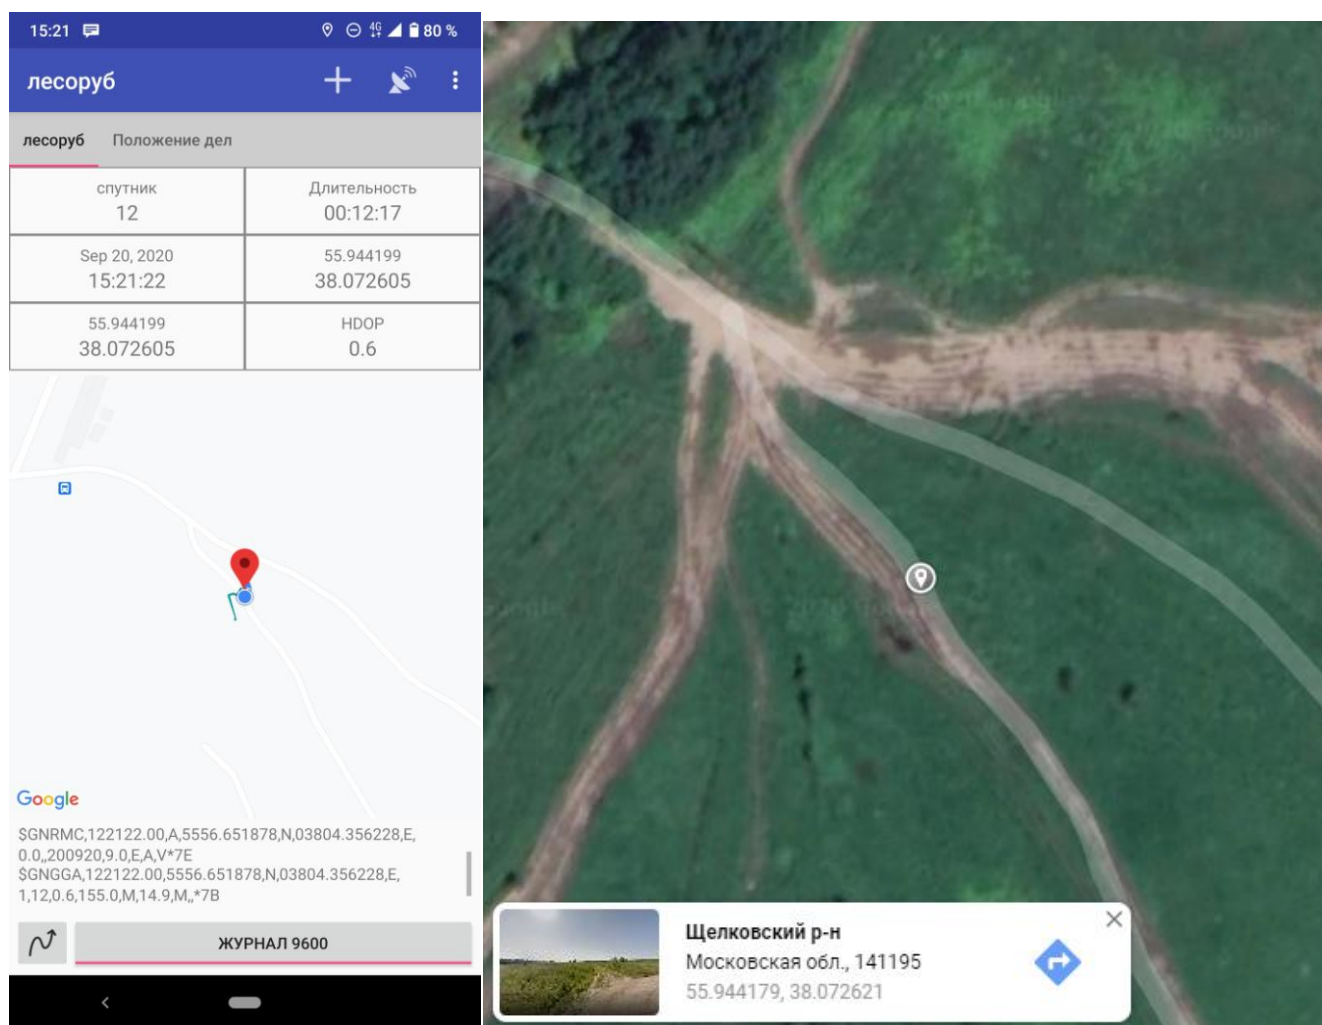 15:21
4G 80 %
лесоруб
лесоруб Положение дел
спутник
12
Длительность
00:12:17
Sep 20, 2020
15:21:22
55.944199
38.072605
55.944199
38.072605
HDOP
0.6
Google
$GNRMC,122122.00,A,5556.651878,N,03804.356228,E,
0.0,,200920,9.0,E,A,V*7E
$GNGGA,122122.00,5556.651878,N,03804.356228,E,
1,12,0.6,155.0,M,14.9,M,,*7B
ЖУРНАЛ 9600
Щелковский р-н
Московская обл., 141195
55.944179, 38.072621